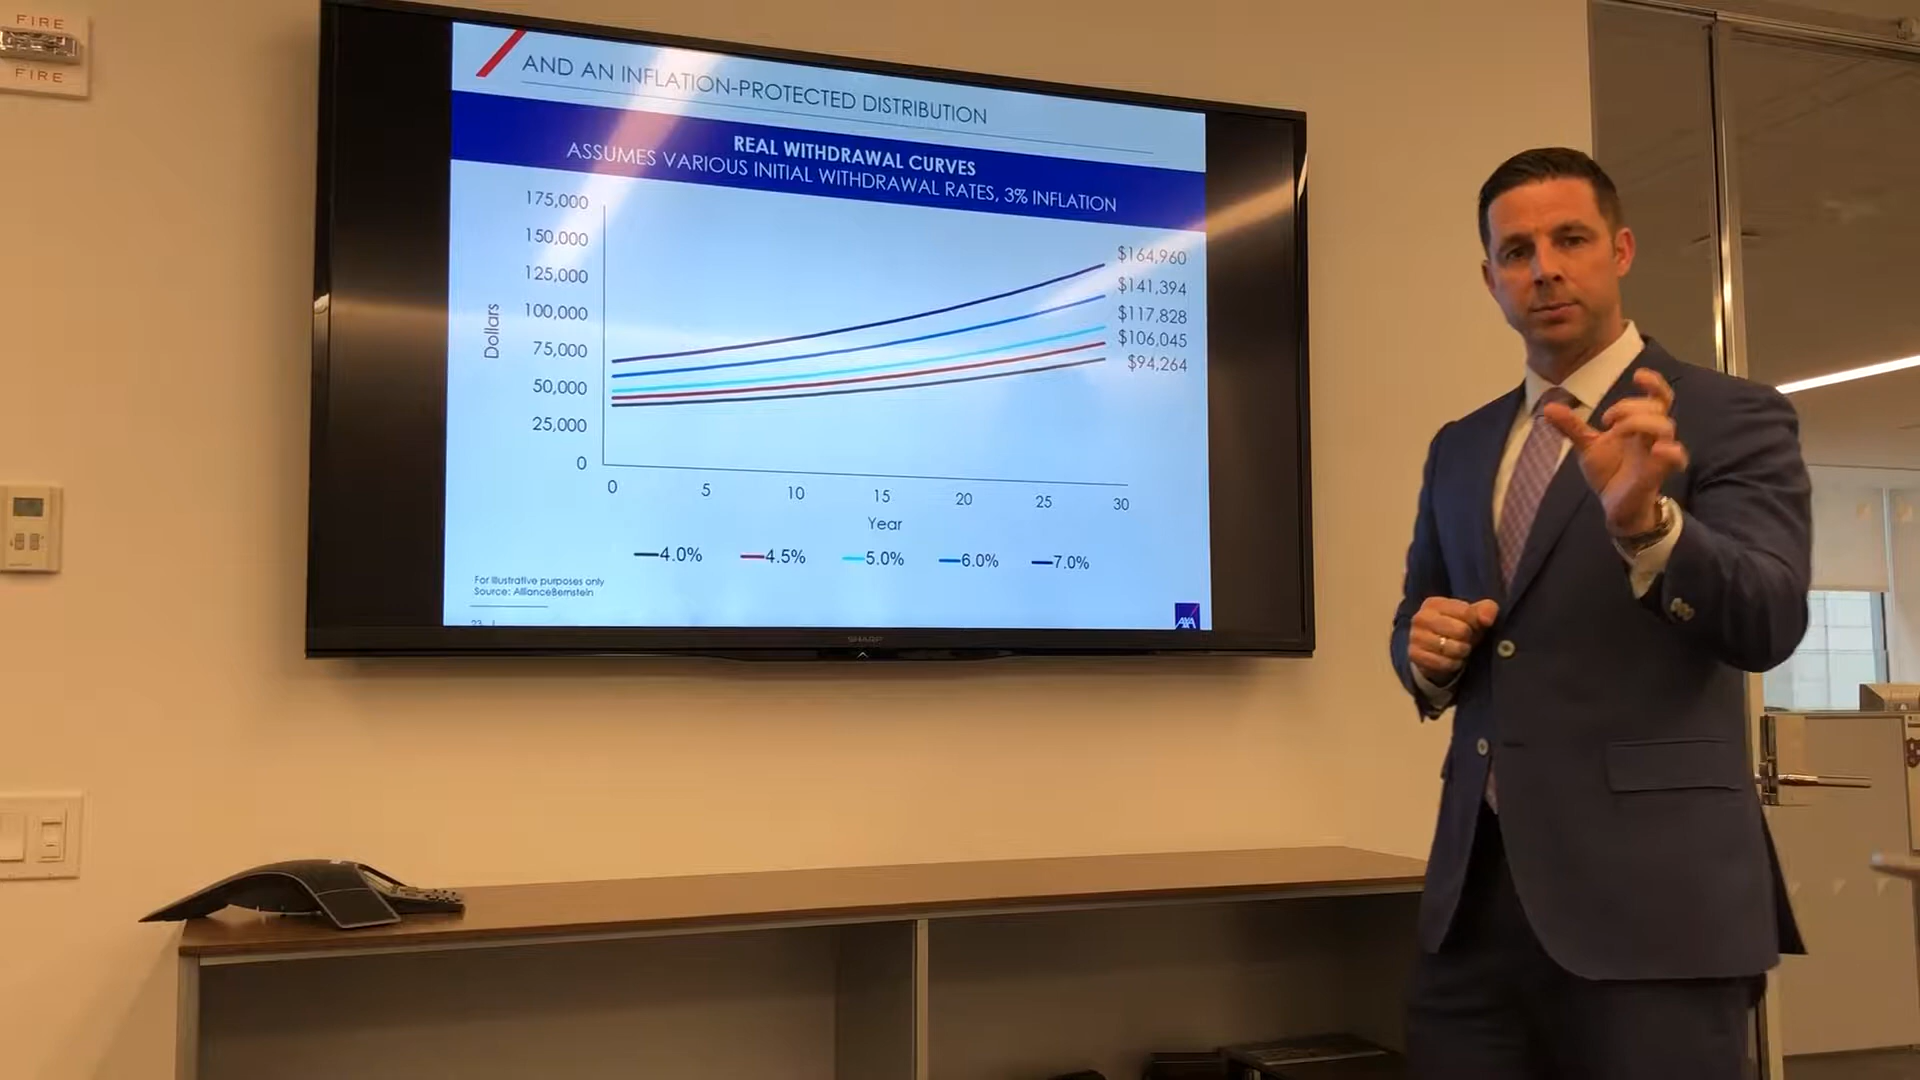 FIRE
FIRE
AND AN INFLATION-PROTECTED DISTRIBUTION
REAL WITHDRAWAL CURVES
ASSUMES VARIOUS INITIAL WITHDRAWAL RATES, 3% INFLATION
175,000
150,000
125,000
100,000
75,000
50,000
25,000
0
Dollars
$164,960
$141,394
$117,828
$106,045
$94,264
0 5 10 15 20 25 30
Year
4.0% 4.5% 5.0% 6.0% 7.0%
For illustrative purposes only
Source: AllianceBernstein
23 |
AXA
SHARP